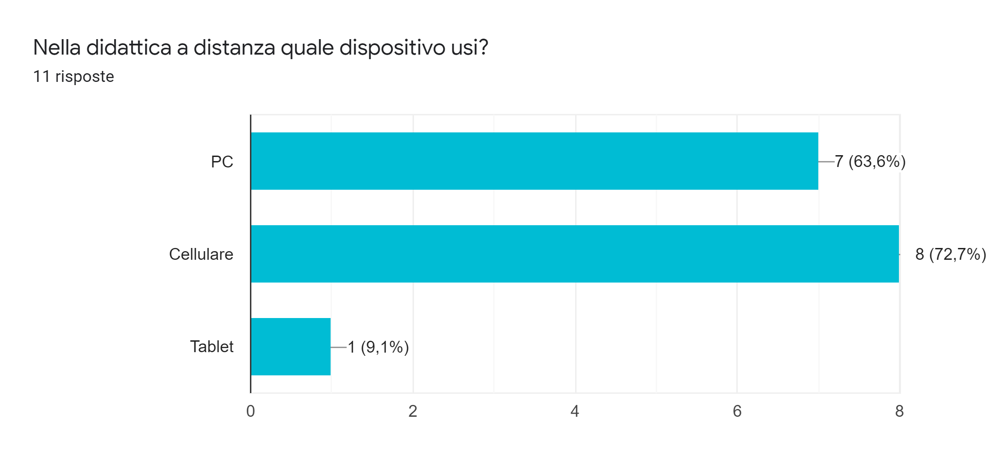 Nella didattica a distanza quale dispositivo usi?
11 risposte
PC
7 (63,6%)
Cellulare
8 (72,7%)
Tablet
1 (9,1%)
0 2 4 6 8